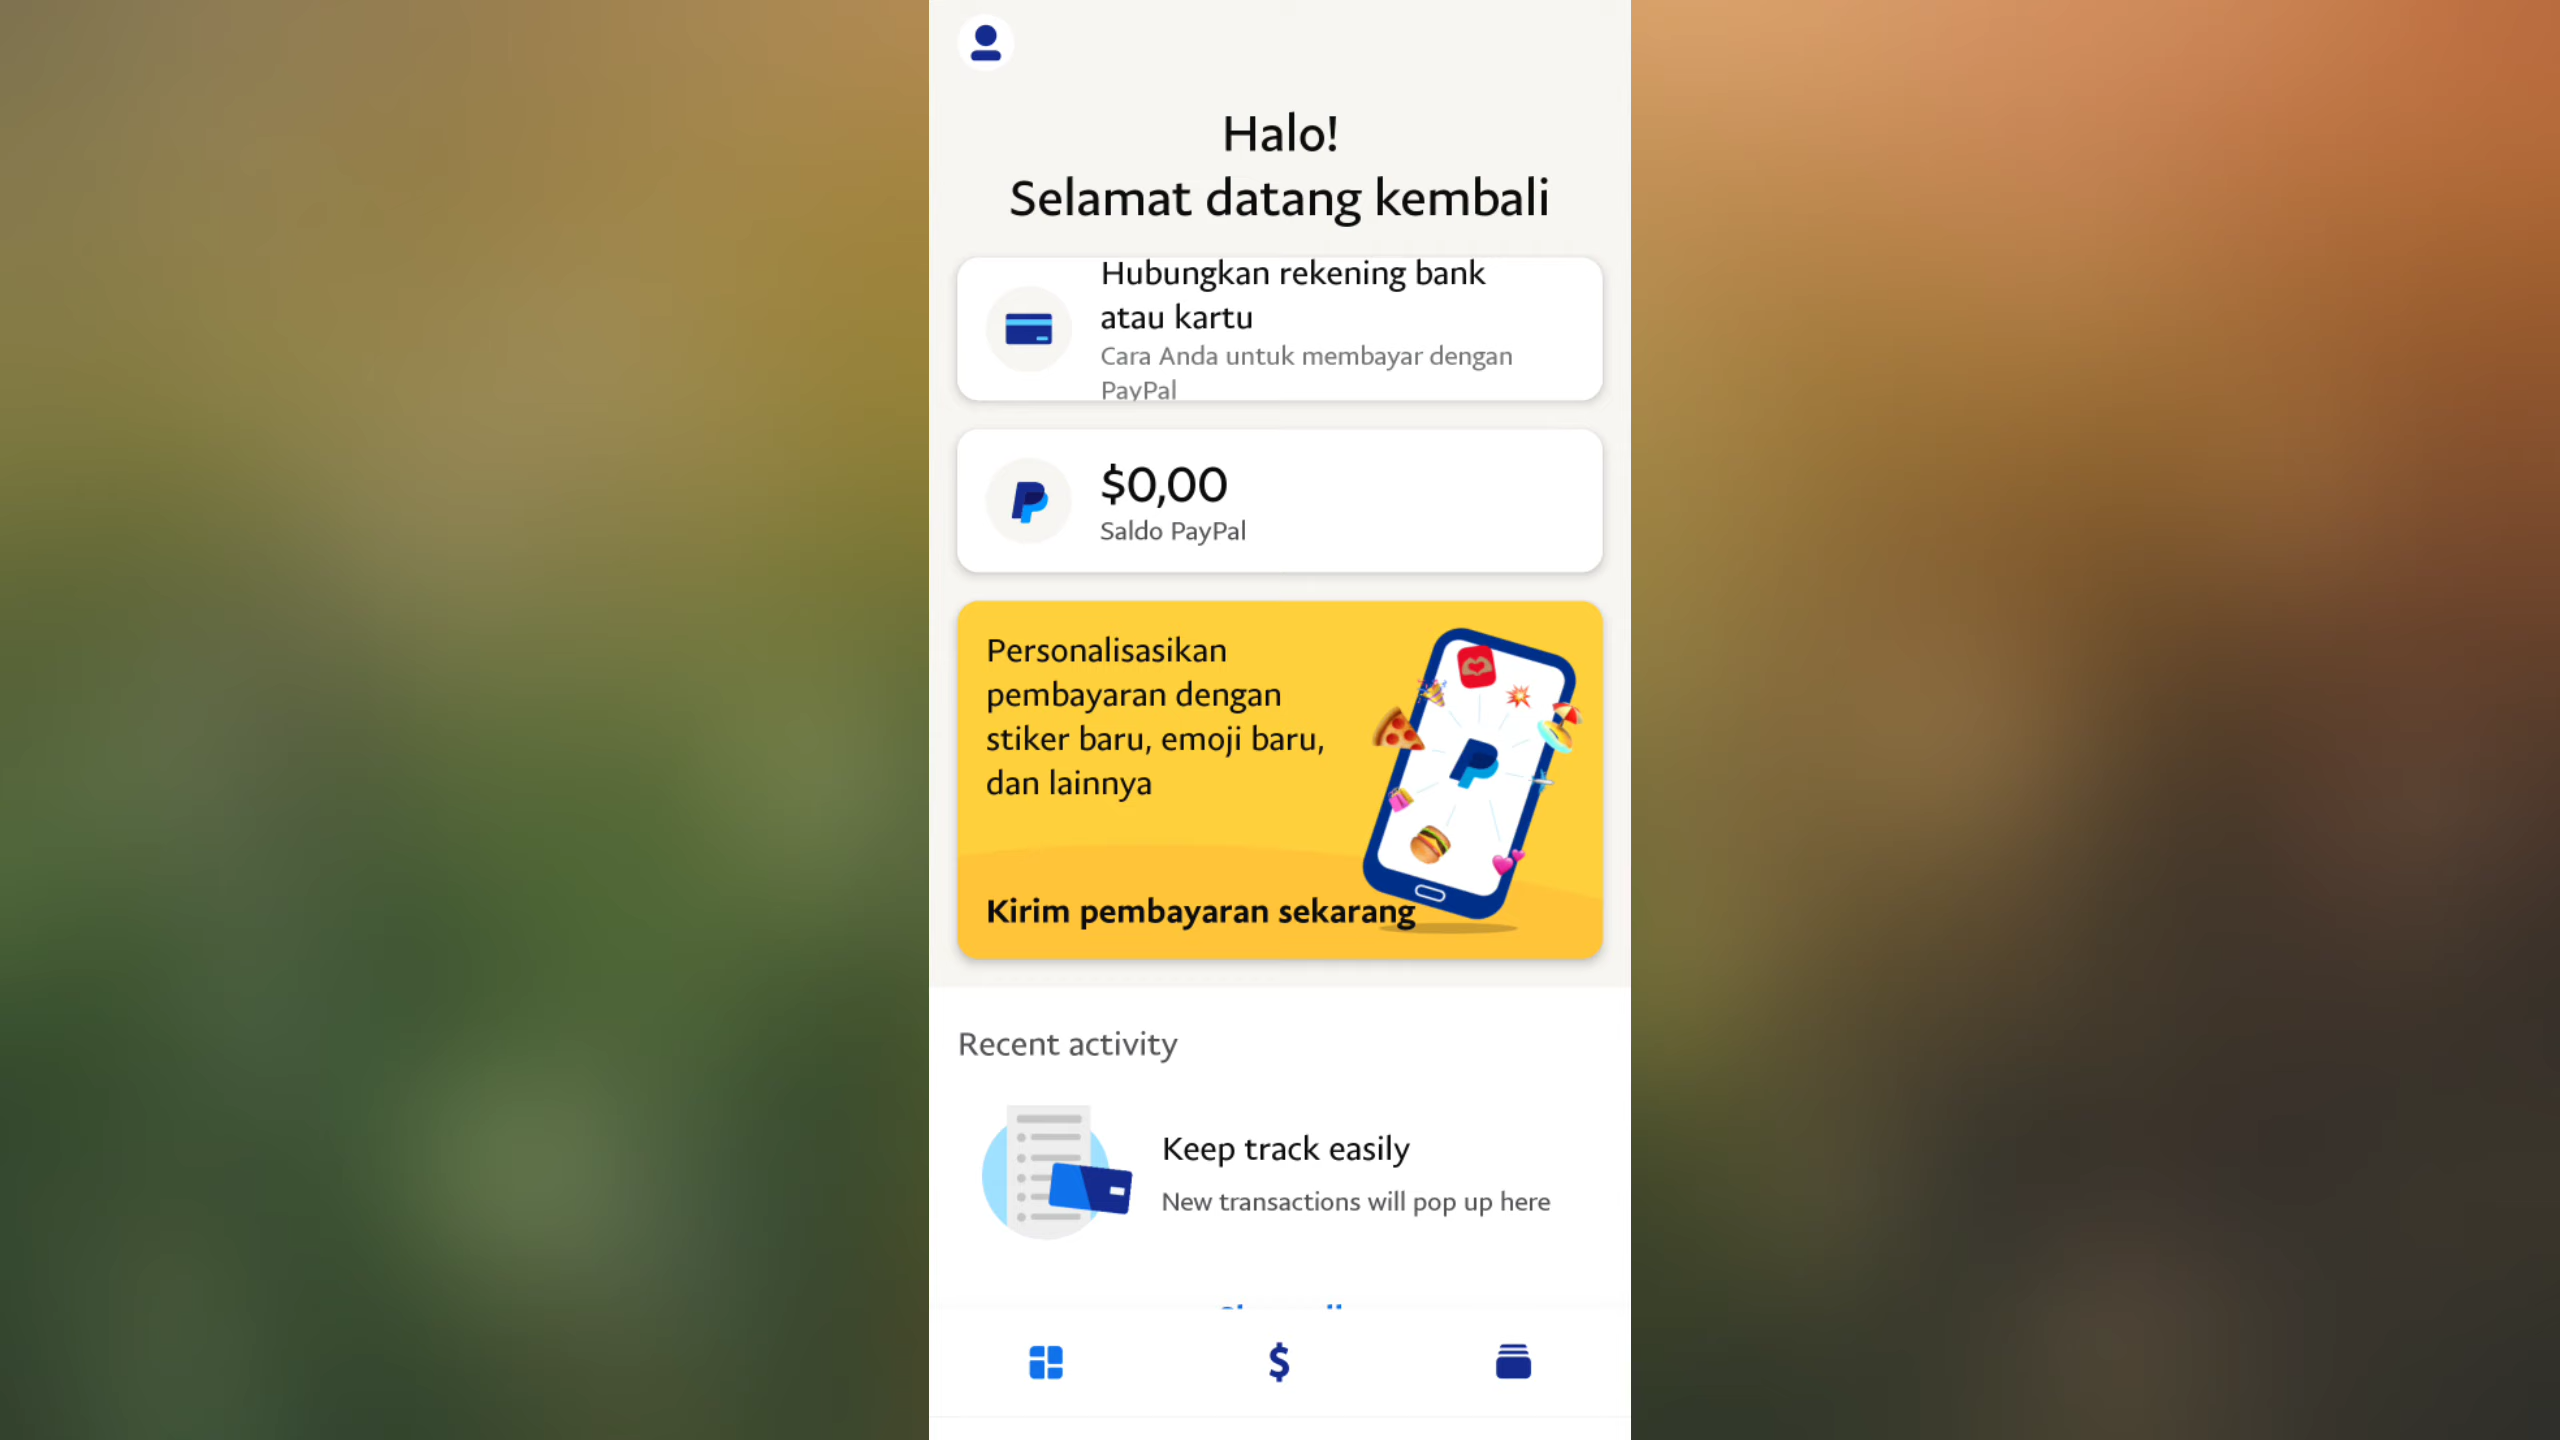 Halo!
Selamat datang kembali
Hubungkan rekening bank
atau kartu
Cara Anda untuk membayar dengan
PayPal
$0,00
Saldo PayPal
Personalisasikan
pembayaran dengan
stiker baru, emoji baru,
dan lainnya
Kirim pembayaran sekarang
Recent activity
Keep track easily
New transactions will pop up here